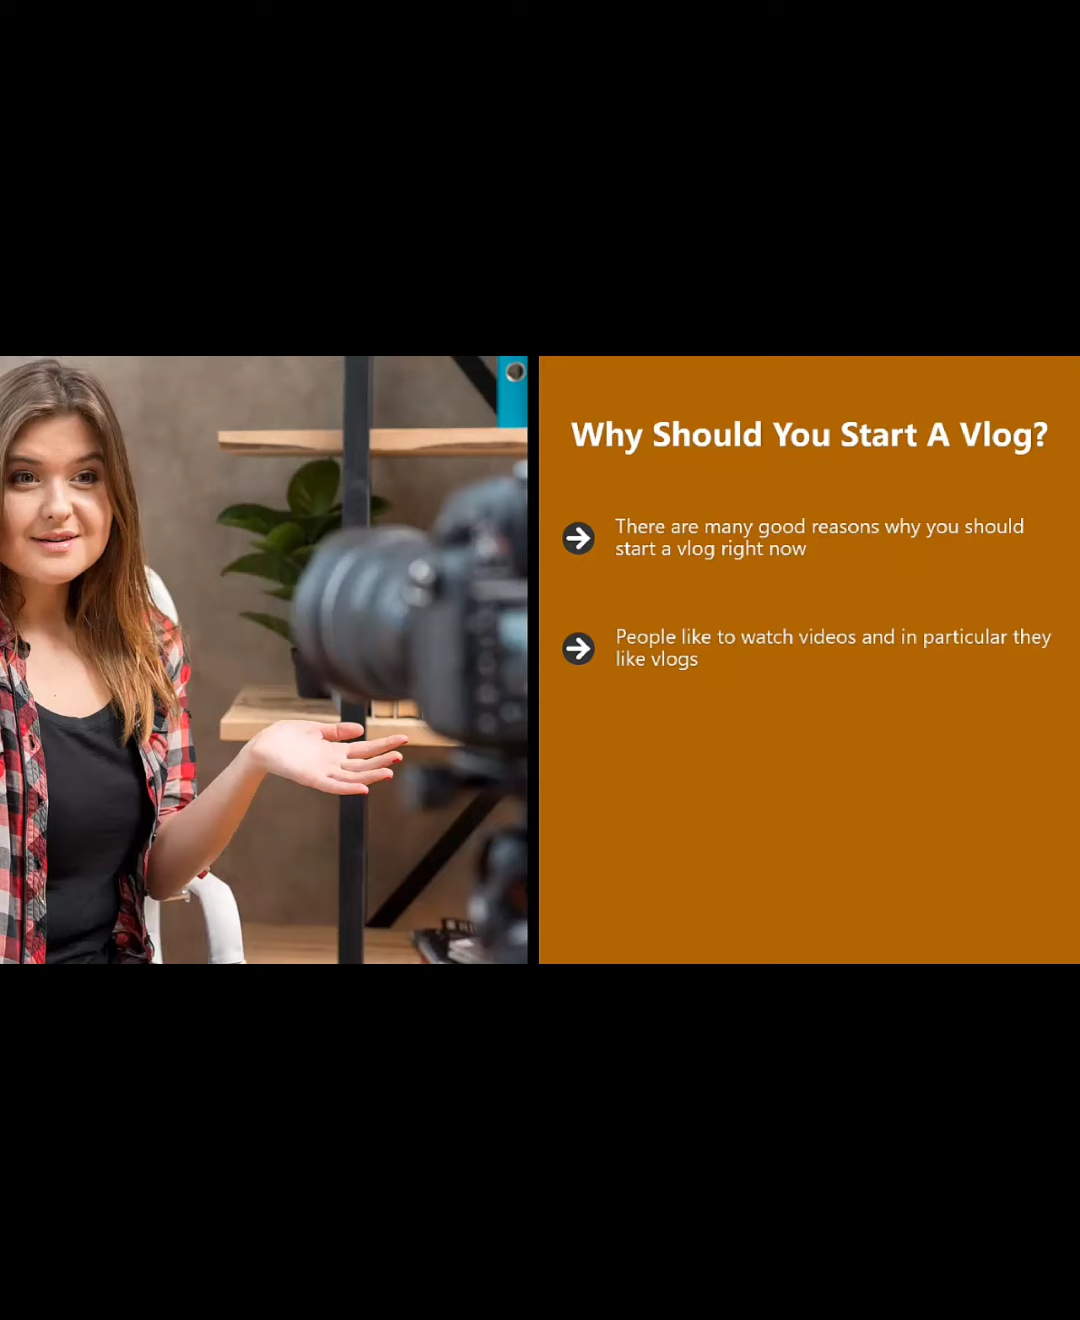 Why Should You Start A Vlog?
There are many good reasons why you should
start a vlog right now
People like to watch videos and in particular they
like vlogs